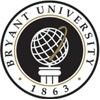 BRYANT UNIVERSITY
• 1863 •